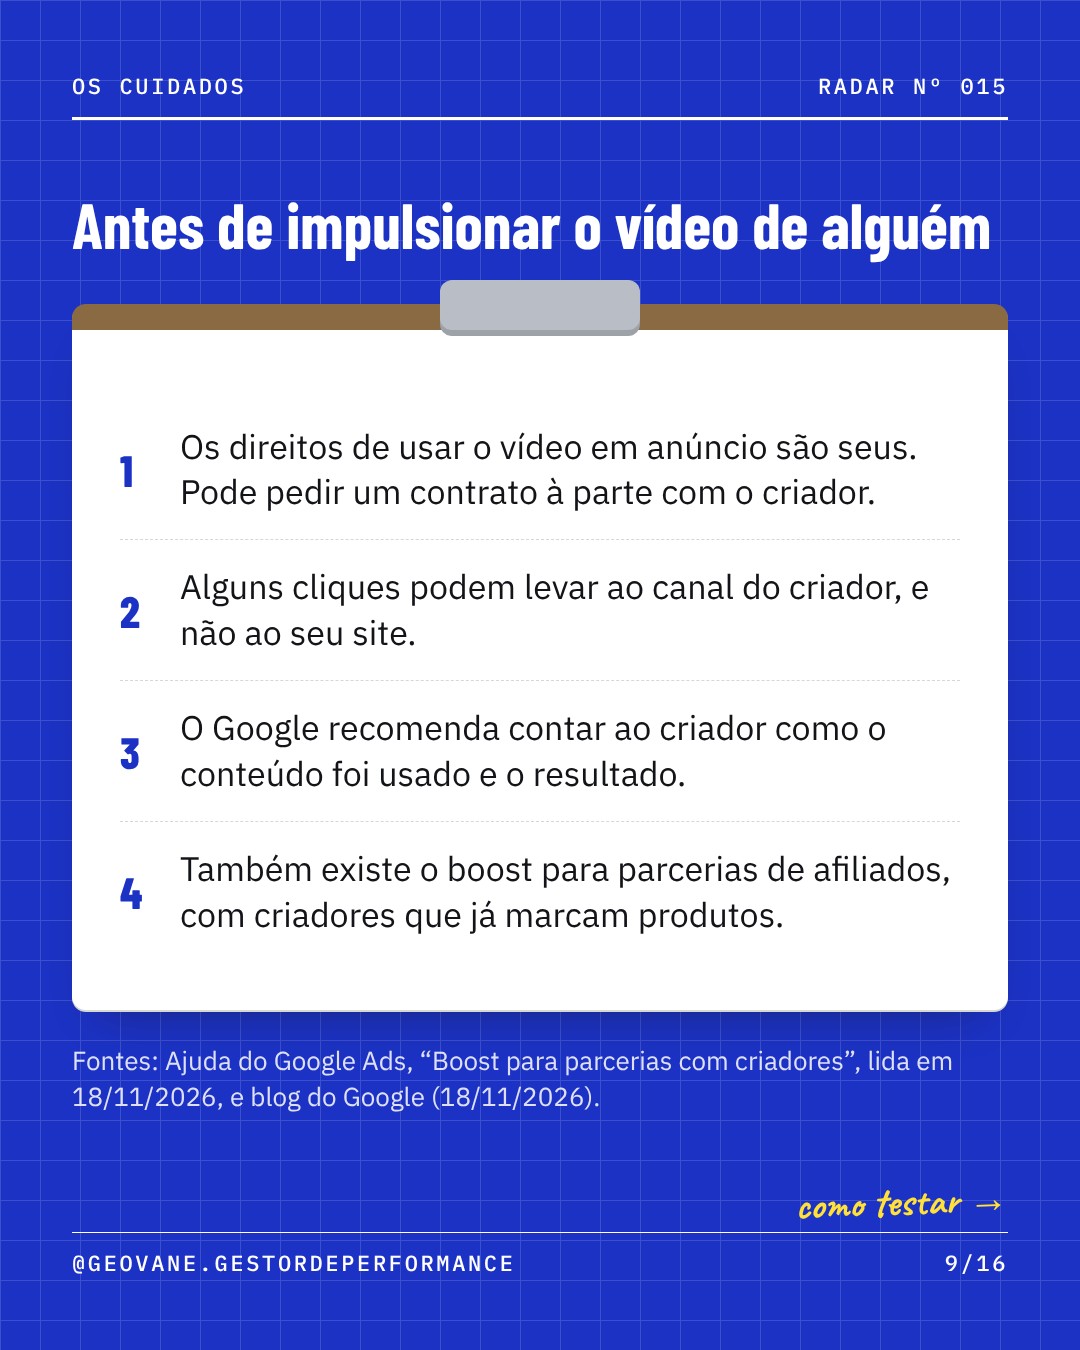 OS CUIDADOS
RADAR Nº 015
Antes de impulsionar o vídeo de alguém
1
Os direitos de usar o vídeo em anúncio são seus.
Pode pedir um contrato à parte com o criador.
2
Alguns cliques podem levar ao canal do criador, e
não ao seu site.
3
O Google recomenda contar ao criador como o
conteúdo foi usado e o resultado.
4
Também existe o boost para parcerias de afiliados,
com criadores que já marcam produtos.
Fontes: Ajuda do Google Ads, “Boost para parcerias com criadores”, lida em
18/11/2026, e blog do Google (18/11/2026).
como testar →
@GEOVANE.GESTORDEPERFORMANCE
9/16